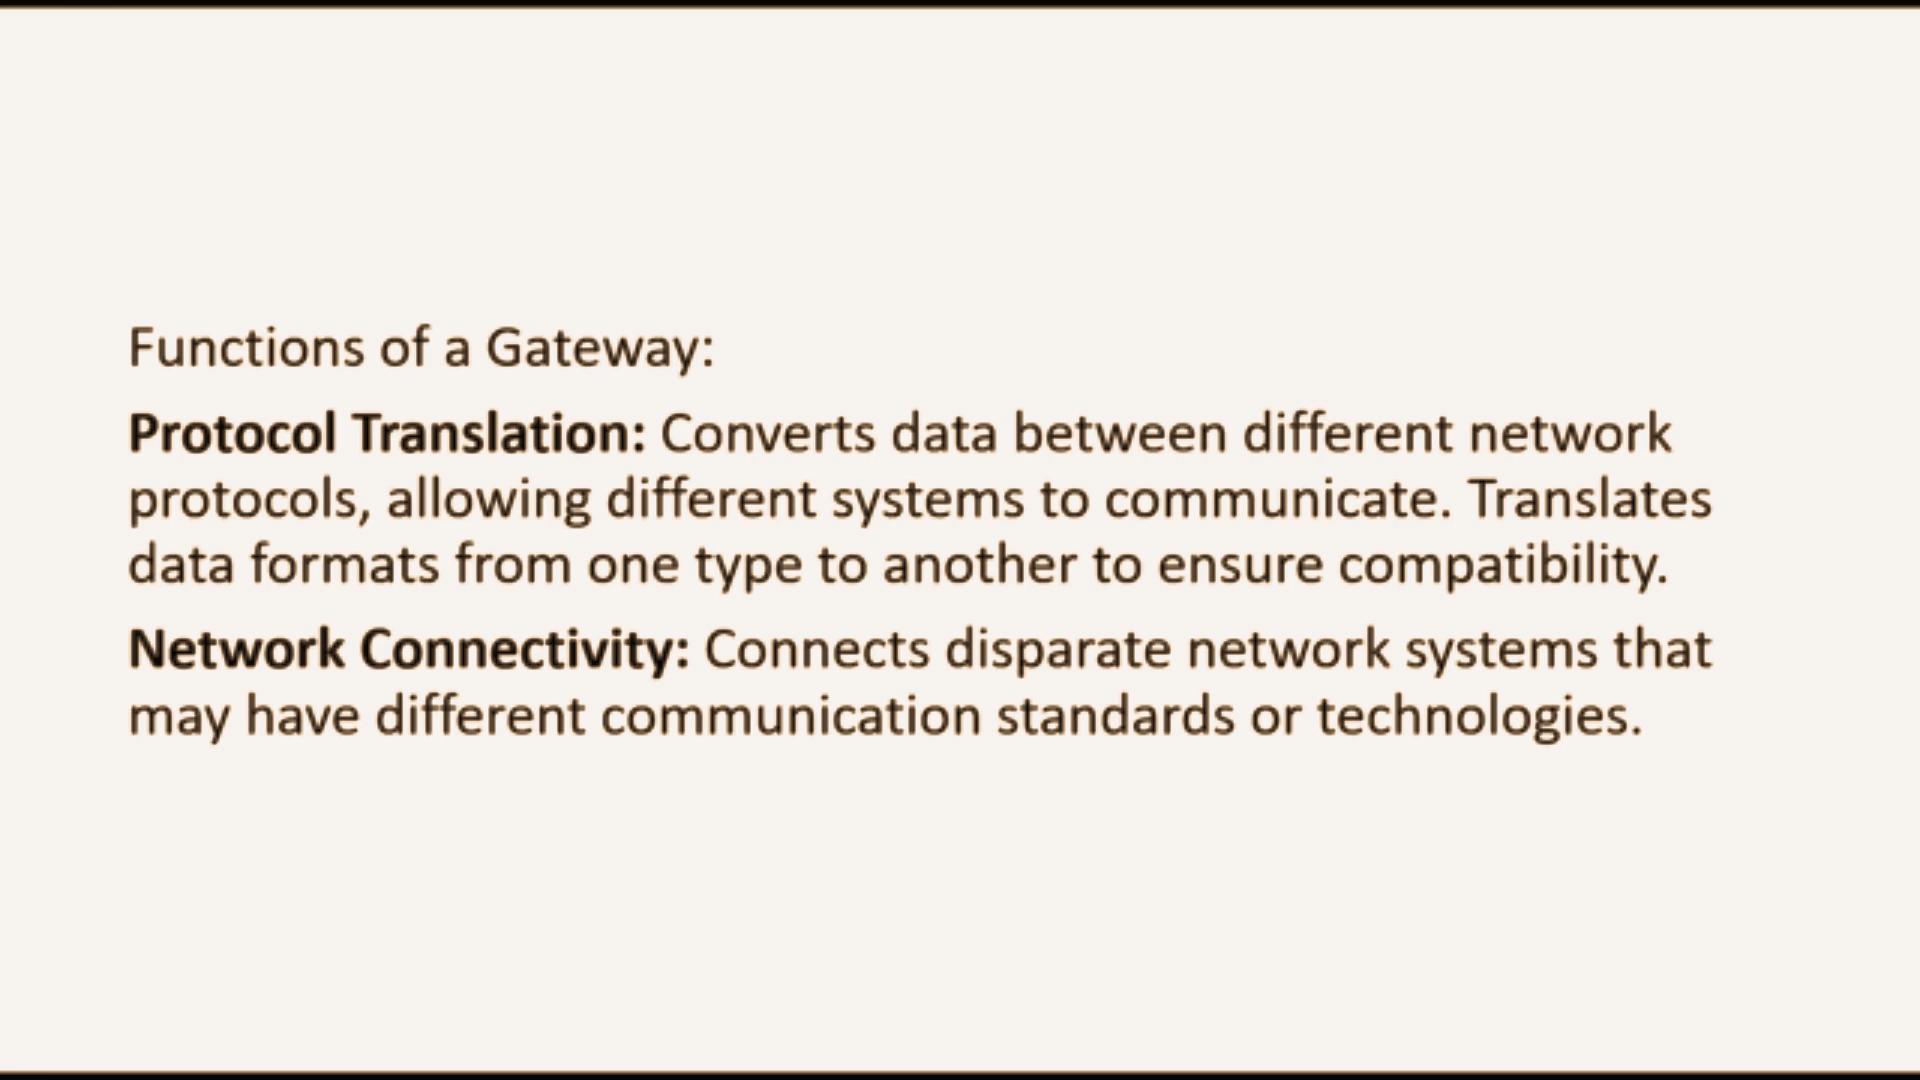 Functions of a Gateway:
Protocol Translation: Converts data between different network
protocols, allowing different systems to communicate. Translates
data formats from one type to another to ensure compatibility.
Network Connectivity: Connects disparate network systems that
may have different communication standards or technologies.